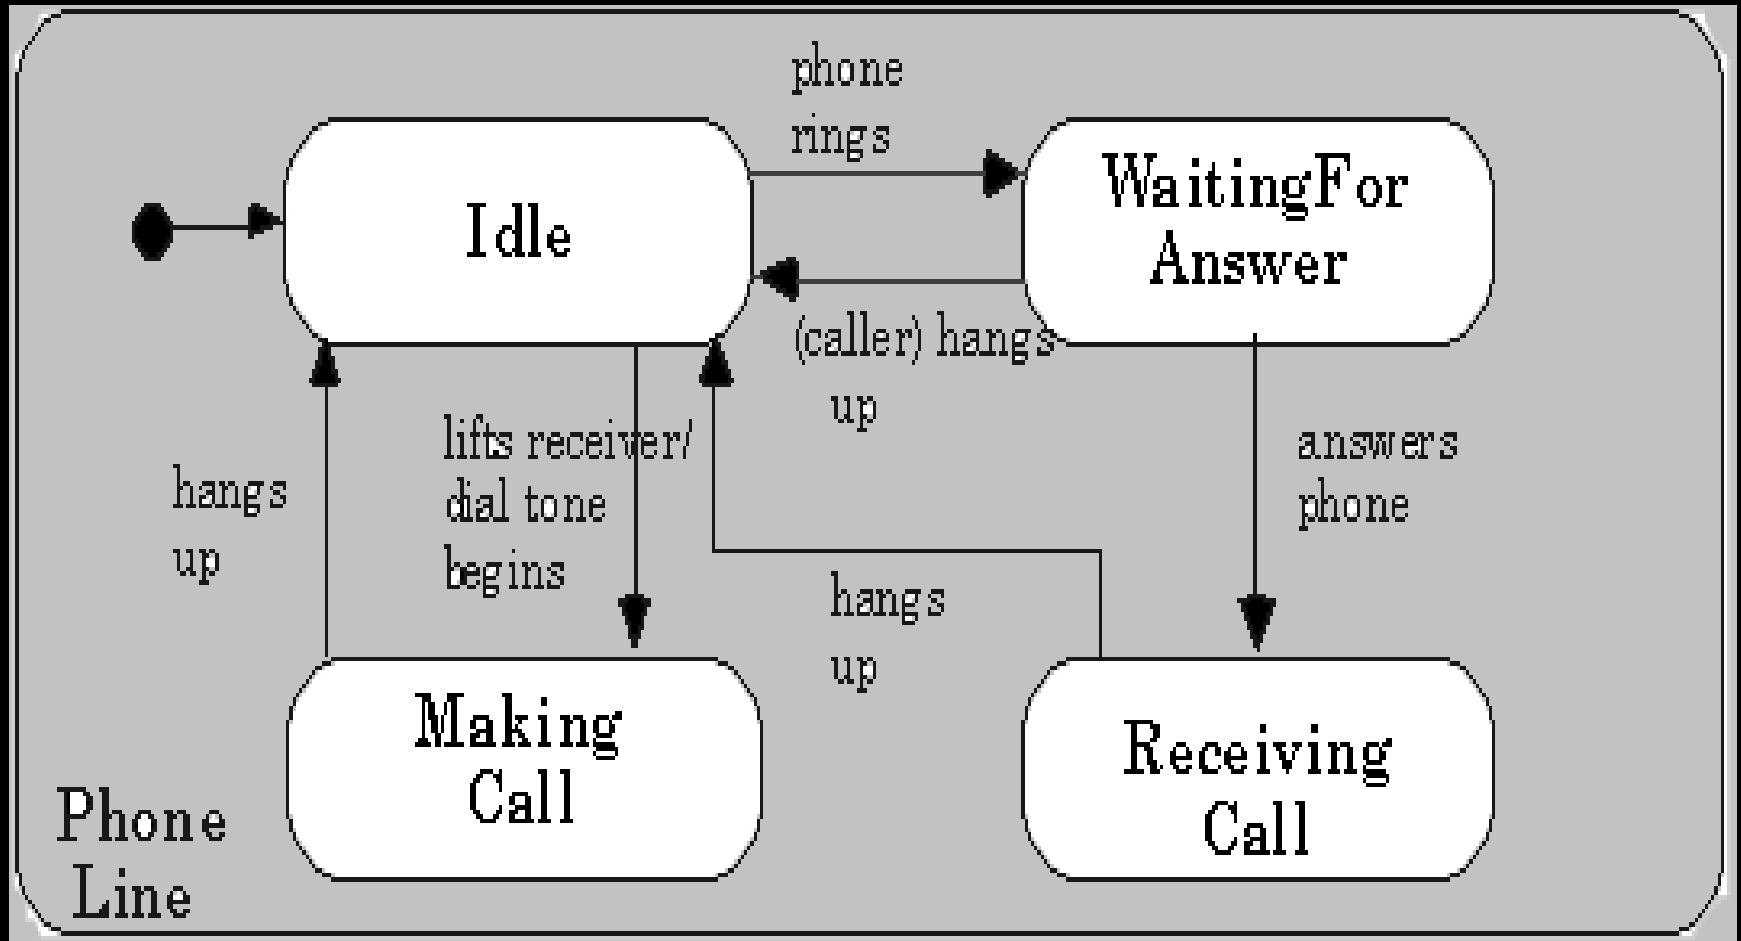 phone
rings
Idle
WaitingFor
Answer
(caller) hangs
up
lifts receiver/
dial tone
begins
answers
phone
hangs
up
hangs
up
Making
Call
Receiving
Call
Phone
Line